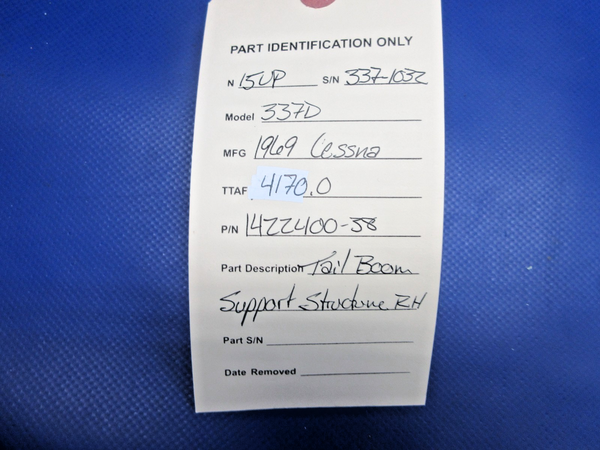 PART IDENTIFICATION ONLY
N 15UP S/N 337-1032
Model 337D
MFG 1969 Cessna
TTAF 4170.0
P/N 1422400-58
Part Description Tail Boom
Support Structure RH
Part S/N
Date Removed